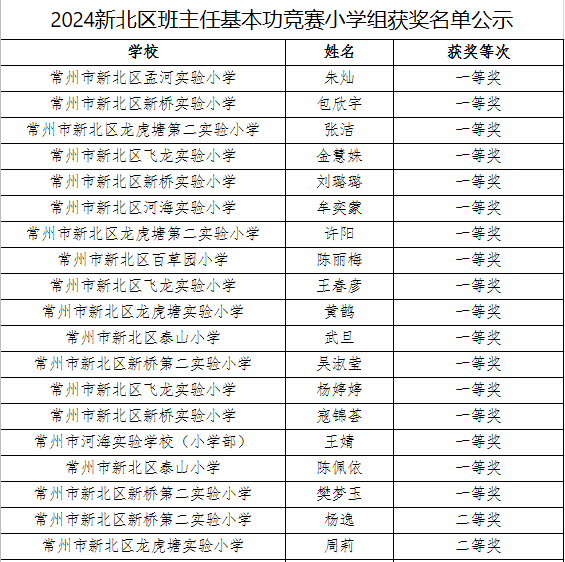 2024新北区班主任基本功竞赛小学组获奖名单公示
学校 姓名 获奖等次
常州市新北区孟河实验小学 朱灿 一等奖
常州市新北区新桥实验小学 包欣宇 一等奖
常州市新北区龙虎塘第二实验小学 张洁 一等奖
常州市新北区飞龙实验小学 金慧姝 一等奖
常州市新北区新桥实验小学 刘璐璐 一等奖
常州市新北区河海实验小学 牟奕蒙 一等奖
常州市新北区龙虎塘第二实验小学 许阳 一等奖
常州市新北区百草园小学 陈丽梅 一等奖
常州市新北区飞龙实验小学 王春彦 一等奖
常州市新北区龙虎塘实验小学 黄鹤 一等奖
常州市新北区泰山小学 武旦 一等奖
常州市新北区新桥第二实验小学 吴淑莹 一等奖
常州市新北区飞龙实验小学 杨婷婷 一等奖
常州市新北区新桥实验小学 寇锦荟 一等奖
常州市河海实验学校（小学部） 王婧 一等奖
常州市新北区泰山小学 陈佩依 一等奖
常州市新北区新桥第二实验小学 樊梦玉 一等奖
常州市新北区新桥第二实验小学 杨逸 二等奖
常州市新北区龙虎塘实验小学 周莉 二等奖